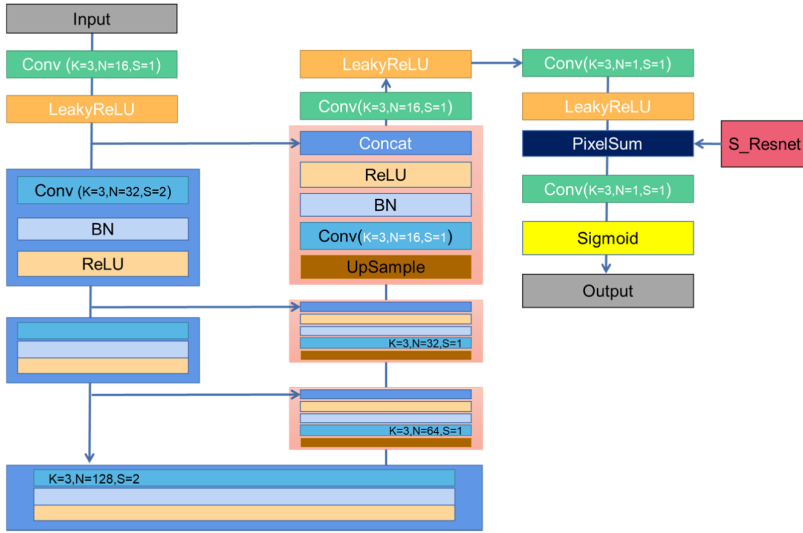 Input
Conv (K=3,N=16,S=1)
LeakyReLU
Conv (K=3,N=32,S=2)
BN
ReLU
K=3,N=128,S=2
LeakyReLU
Conv(K=3,N=16,S=1)
Concat
ReLU
BN
Conv(K=3,N=16,S=1)
UpSample
K=3,N=32,S=1
K=3,N=64,S=1
Conv(K=3,N=1,S=1)
LeakyReLU
PixelSum
S_Resnet
Conv(K=3,N=1,S=1)
Sigmoid
Output